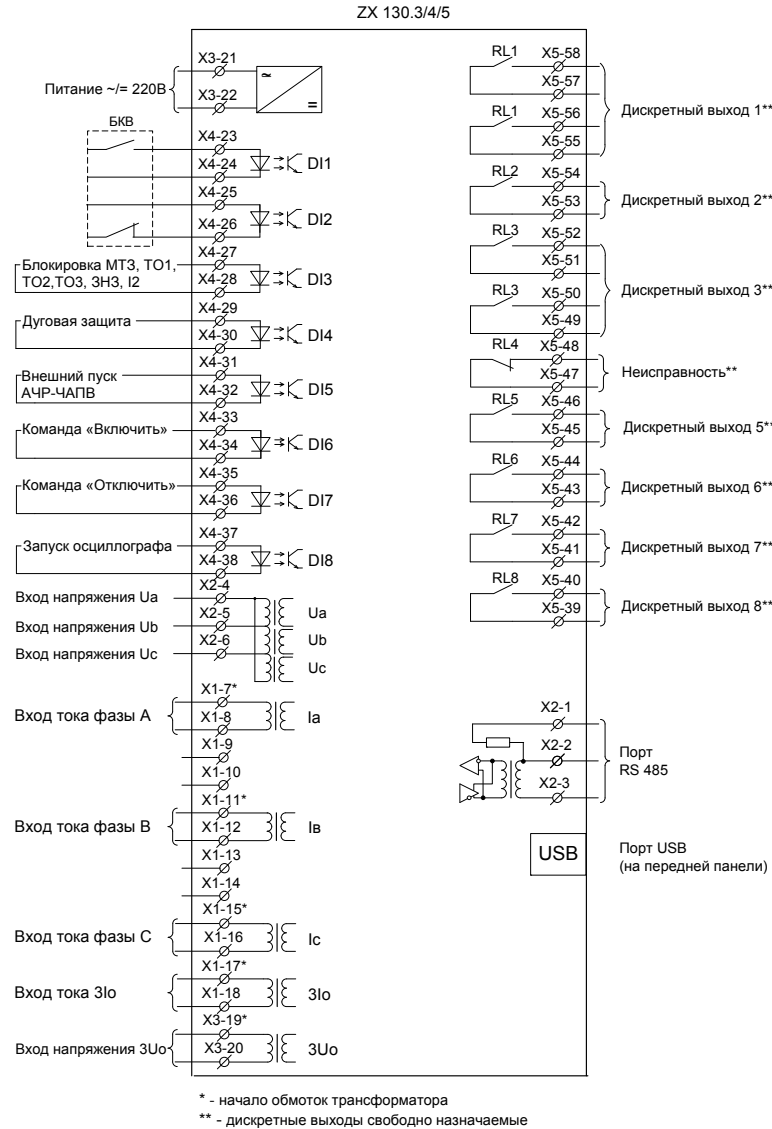 ZX 130.3/4/5
X3-21
Питание ~/= 220В
X3-22
≃
=
БКВ
X4-23
X4-24
DI1
X4-25
X4-26
DI2
X4-27
Блокировка МТЗ, ТО1,
ТО2,ТО3, ЗНЗ, I2
X4-28
DI3
X4-29
Дуговая защита
X4-30
DI4
X4-31
Внешний пуск
АЧР-ЧАПВ
X4-32
DI5
X4-33
Команда «Включить»
X4-34
DI6
X4-35
Команда «Отключить»
X4-36
DI7
X4-37
Запуск осциллографа
X4-38
DI8
X2-4
Вход напряжения Ua
Ua
X2-5
Вход напряжения Ub
Ub
X2-6
Вход напряжения Uc
Uc
X1-7*
Вход тока фазы А
X1-8
Ia
X1-9
X1-10
X1-11*
Вход тока фазы В
X1-12
Iв
X1-13
X1-14
X1-15*
Вход тока фазы С
X1-16
Ic
X1-17*
Вход тока 3Io
X1-18
3Io
X3-19*
Вход напряжения 3Uo
X3-20
3Uo
RL1
X5-58
X5-57
RL1
X5-56
X5-55
Дискретный выход 1**
RL2
X5-54
X5-53
Дискретный выход 2**
RL3
X5-52
X5-51
RL3
X5-50
X5-49
Дискретный выход 3**
RL4
X5-48
X5-47
Неисправность**
RL5
X5-46
X5-45
Дискретный выход 5**
RL6
X5-44
X5-43
Дискретный выход 6**
RL7
X5-42
X5-41
Дискретный выход 7**
RL8
X5-40
X5-39
Дискретный выход 8**
X2-1
X2-2
X2-3
Порт
RS 485
USB
Порт USB
(на передней панели)
* - начало обмоток трансформатора
** - дискретные выходы свободно назначаемые